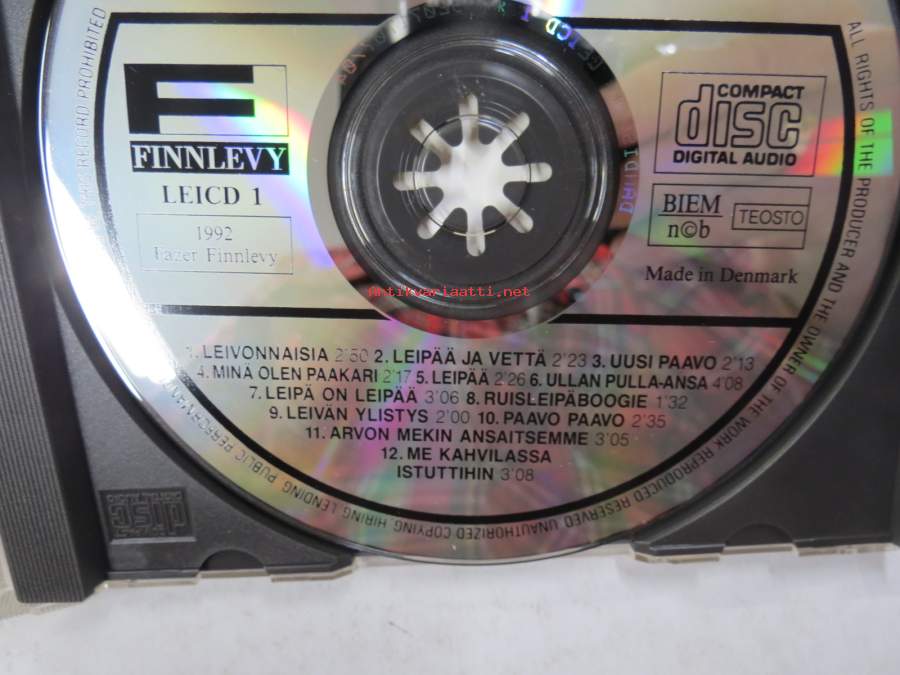 FINNLEVY
LEICD 1
1992
Fazer Finnlevy
COMPACT
disc
DIGITAL AUDIO
BIEM
n©b
TEOSTO
Made in Denmark
antikvariaatti.net
1. LEIVONNAISIA 2'50 2. LEIPÄÄ JA VETTÄ 2'23 3. UUSI PAAVO 2'13
4. MINÄ OLEN PAAKARI 2'17 5. LEIPÄÄ 2'26 6. ULLAN PULLA-ANSA 4'08
7. LEIPÄ ON LEIPÄÄ 3'06 8. RUISLEIPÄBOOGIE 1'32
9. LEIVÄN YLISTYS 2'00 10. PAAVO PAAVO 2'35
11. ARVON MEKIN ANSAITSEMME 3'05
12. ME KAHVILASSA
ISTUTTIHIN 3'08
ALL RIGHTS OF THE PRODUCER AND THE OWNER OF THE WORK REPRODUCED RESERVED UNAUTHORIZED COPYING HIRING LENDING PUBLIC RECORD PROHIBITED
COMPACT
disc
DIGITAL AUDIO